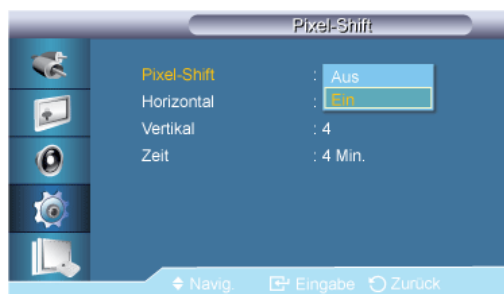 Pixel-Shift
Pixel-Shift : Aus
Horizontal : Ein
Vertikal : 4
Zeit : 4 Min.
Navig. Eingabe Zurück